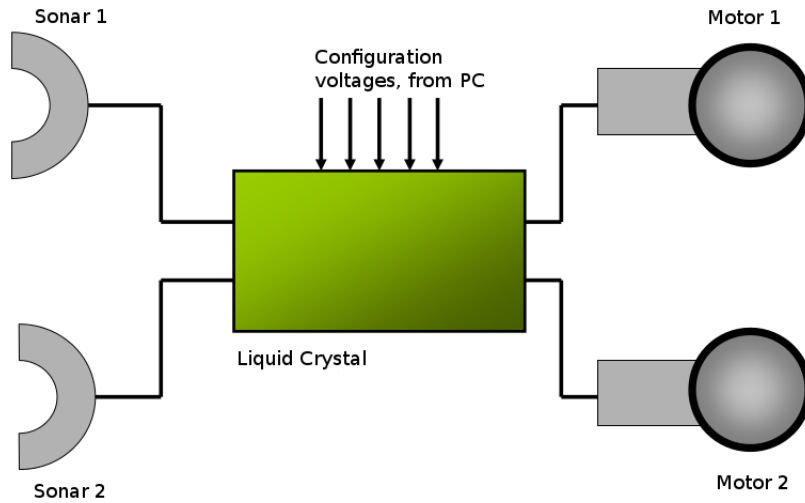 Sonar 1
Motor 1
Configuration
voltages, from PC
Liquid Crystal
Sonar 2
Motor 2